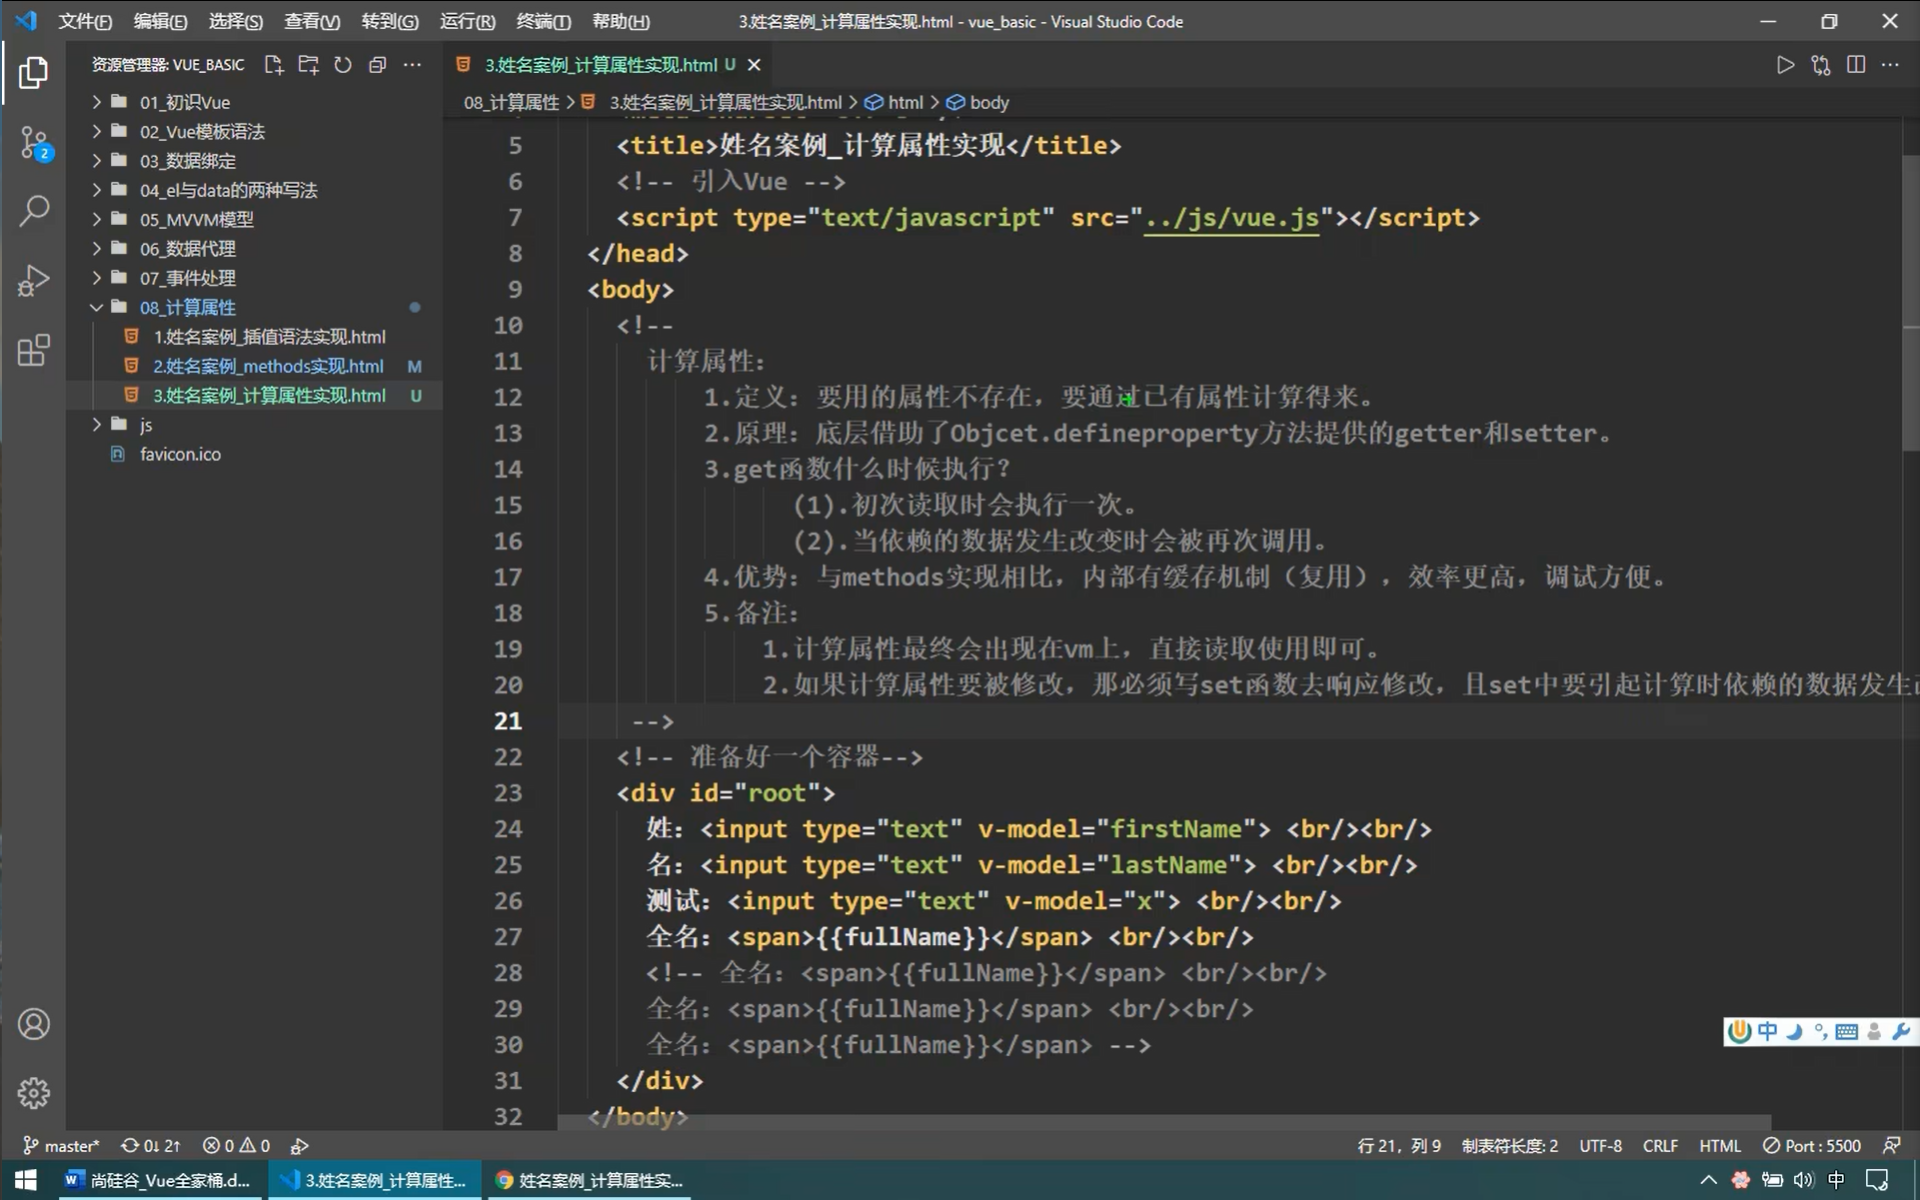 文件(F) 编辑(E) 选择(S) 查看(V) 转到(G) 运行(R) 终端(T) 帮助(H) 3.姓名案例_计算属性实现.html - vue_basic - Visual Studio Code
资源管理器: VUE_BASIC
01_初识Vue
02_Vue模板语法
03_数据绑定
04_el与data的两种写法
05_MVVM模型
06_数据代理
07_事件处理
08_计算属性
1.姓名案例_插值语法实现.html
2.姓名案例_methods实现.html M
3.姓名案例_计算属性实现.html U
js
favicon.ico
2
3.姓名案例_计算属性实现.html U
08_计算属性 > 3.姓名案例_计算属性实现.html > html > body
5 <title>姓名案例_计算属性实现</title>
6 <!-- 引入Vue -->
7 <script type="text/javascript" src="../js/vue.js"></script>
8 </head>
9 <body>
10 <!--
11 计算属性：
12 1.定义：要用的属性不存在，要通过已有属性计算得来。
13 2.原理：底层借助了Objcet.defineproperty方法提供的getter和setter。
14 3.get函数什么时候执行？
15 (1).初次读取时会执行一次。
16 (2).当依赖的数据发生改变时会被再次调用。
17 4.优势：与methods实现相比，内部有缓存机制（复用），效率更高，调试方便。
18 5.备注：
19 1.计算属性最终会出现在vm上，直接读取使用即可。
20 2.如果计算属性要被修改，那必须写set函数去响应修改，且set中要引起计算时依赖的数据发生
21 -->
22 <!-- 准备好一个容器-->
23 <div id="root">
24 姓：<input type="text" v-model="firstName"> <br/><br/>
25 名：<input type="text" v-model="lastName"> <br/><br/>
26 测试：<input type="text" v-model="x"> <br/><br/>
27 全名：<span>{{fullName}}</span> <br/><br/>
28 <!-- 全名：<span>{{fullName}}</span> <br/><br/>
29 全名：<span>{{fullName}}</span> <br/><br/>
30 全名：<span>{{fullName}}</span> -->
31 </div>
32 </body>
中
master* 0↓ 2↑ 0 0 行 21，列 9 制表符长度: 2 UTF-8 CRLF HTML Port : 5500
尚硅谷_Vue全家桶.d... 3.姓名案例_计算属性... 姓名案例_计算属性实... 中